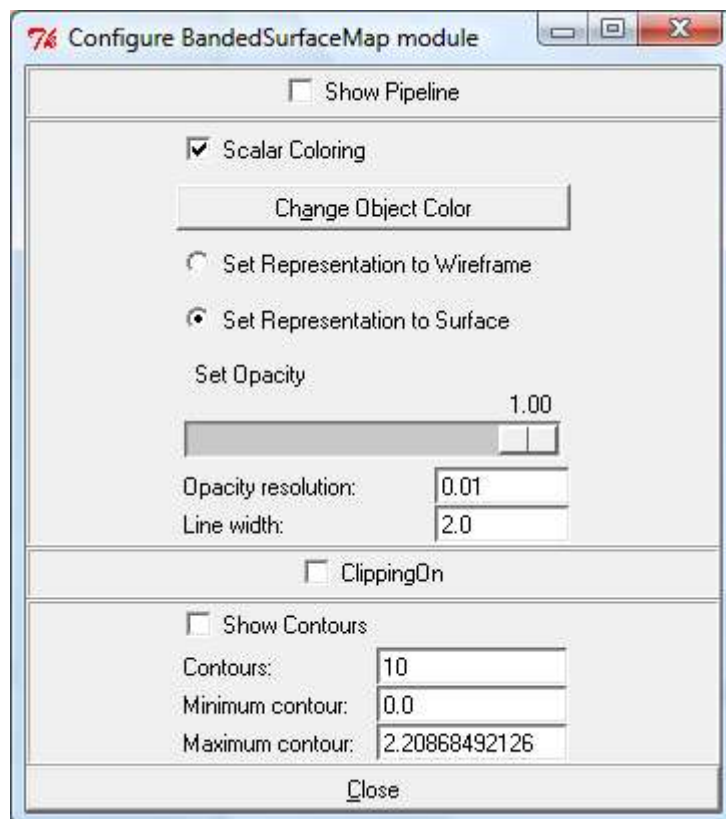 Configure BandedSurfaceMap module
Show Pipeline
Scalar Coloring
Change Object Color
Set Representation to Wireframe
Set Representation to Surface
Set Opacity
1.00
Opacity resolution: 0.01
Line width: 2.0
ClippingOn
Show Contours
Contours: 10
Minimum contour: 0.0
Maximum contour: 2.20868492126
Close